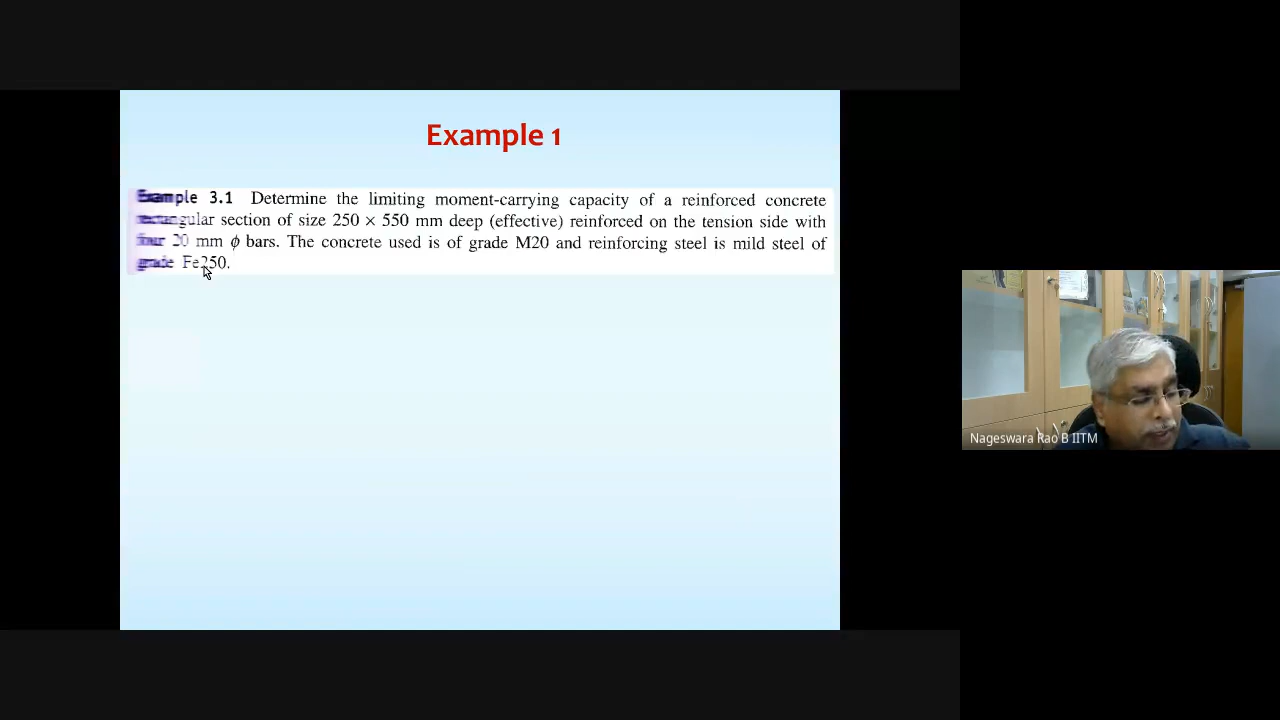 Example 1
Example 3.1 Determine the limiting moment-carrying capacity of a reinforced concrete
rectangular section of size 250 × 550 mm deep (effective) reinforced on the tension side with
four 20 mm ϕ bars. The concrete used is of grade M20 and reinforcing steel is mild steel of
grade Fe250.
Nageswara Rao B IITM